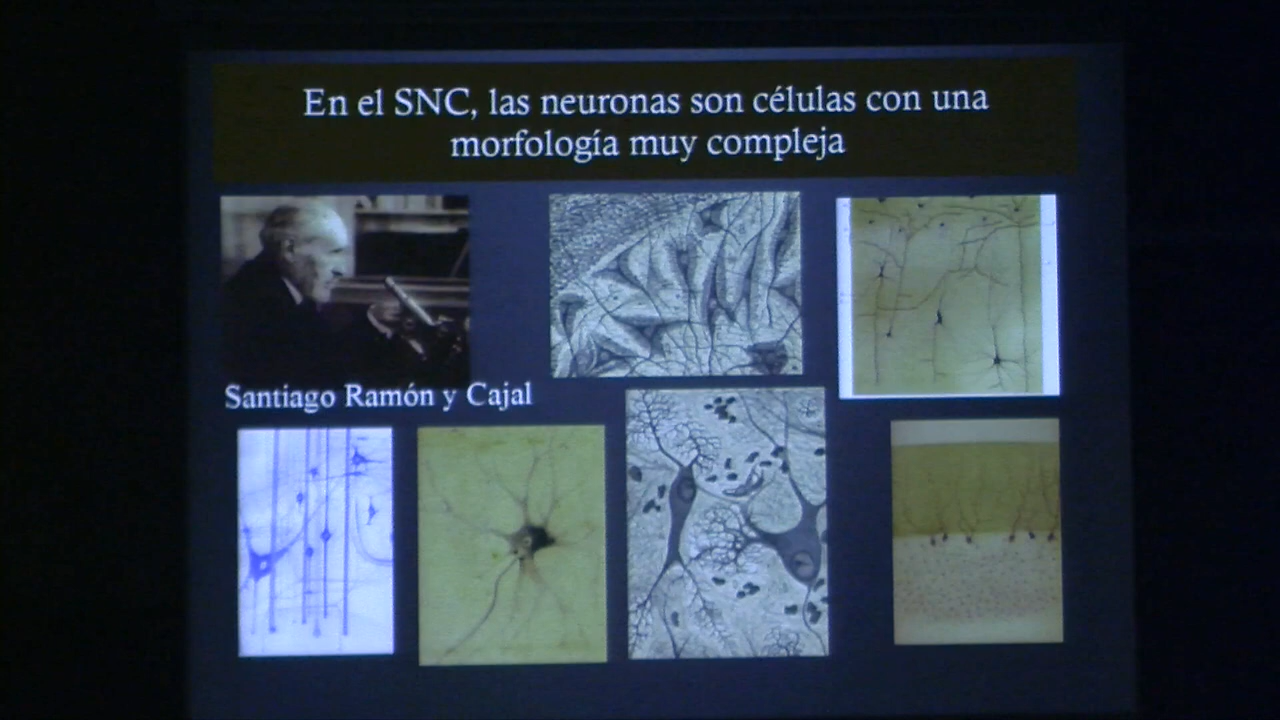 En el SNC, las neuronas son células con una
morfología muy compleja
Santiago Ramón y Cajal